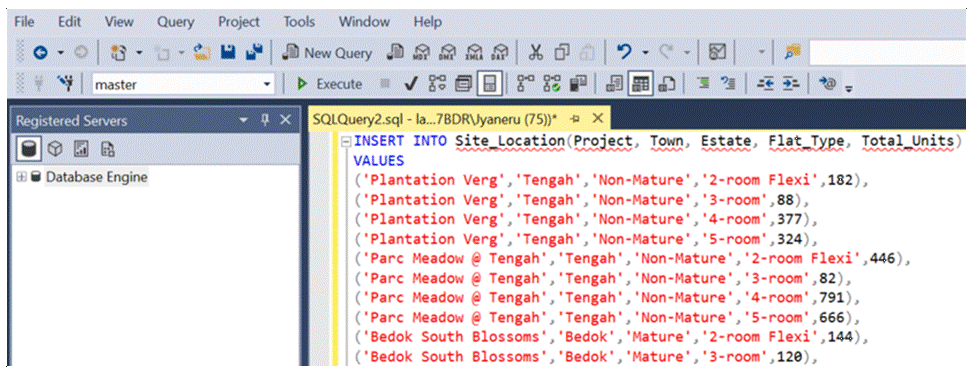 File Edit View Query Project Tools Window Help
New Query MDX DMX XMLA DAX
master Execute
Registered Servers
SQLQuery2.sql - la...7BDR\Jyaneru (75))*
Database Engine
INSERT INTO Site_Location(Project, Town, Estate, Flat_Type, Total_Units)
VALUES
('Plantation Verg','Tengah','Non-Mature','2-room Flexi',182),
('Plantation Verg','Tengah','Non-Mature','3-room',88),
('Plantation Verg','Tengah','Non-Mature','4-room',377),
('Plantation Verg','Tengah','Non-Mature','5-room',324),
('Parc Meadow @ Tengah','Tengah','Non-Mature','2-room Flexi',446),
('Parc Meadow @ Tengah','Tengah','Non-Mature','3-room',82),
('Parc Meadow @ Tengah','Tengah','Non-Mature','4-room',791),
('Parc Meadow @ Tengah','Tengah','Non-Mature','5-room',666),
('Bedok South Blossoms','Bedok','Mature','2-room Flexi',144),
('Bedok South Blossoms','Bedok','Mature','3-room',120),